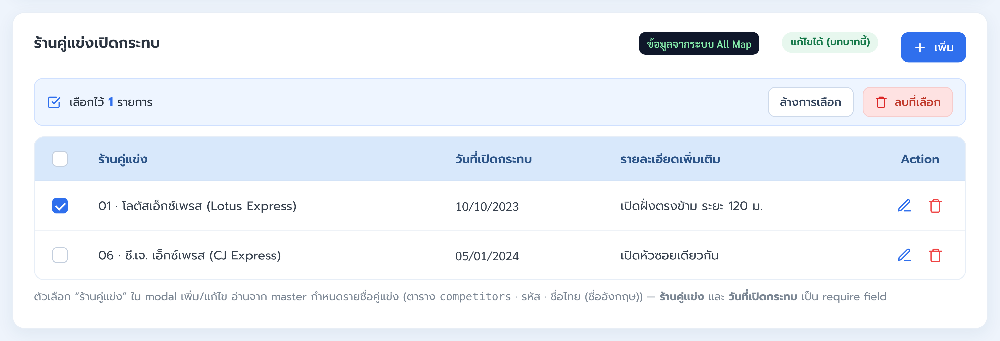 ร้านคู่แข่งเปิดกระทบ
ข้อมูลจากระบบ All Map
แก้ไขได้ (บทบาทนี้)
+ เพิ่ม
เลือกไว้ 1 รายการ
ล้างการเลือก
ลบที่เลือก
ร้านคู่แข่ง วันที่เปิดกระทบ รายละเอียดเพิ่มเติม Action
01 · โลตัสเอ็กซ์เพรส (Lotus Express) 10/10/2023 เปิดฝั่งตรงข้าม ระยะ 120 ม.
06 · ซี.เจ. เอ็กซ์เพรส (CJ Express) 05/01/2024 เปิดหัวซอยเดียวกัน
ตัวเลือก “ร้านคู่แข่ง” ใน modal เพิ่ม/แก้ไข อ่านจาก master กำหนดรายชื่อคู่แข่ง (ตาราง competitors · รหัส · ชื่อไทย (ชื่ออังกฤษ)) — ร้านคู่แข่ง และ วันที่เปิดกระทบ เป็น require field